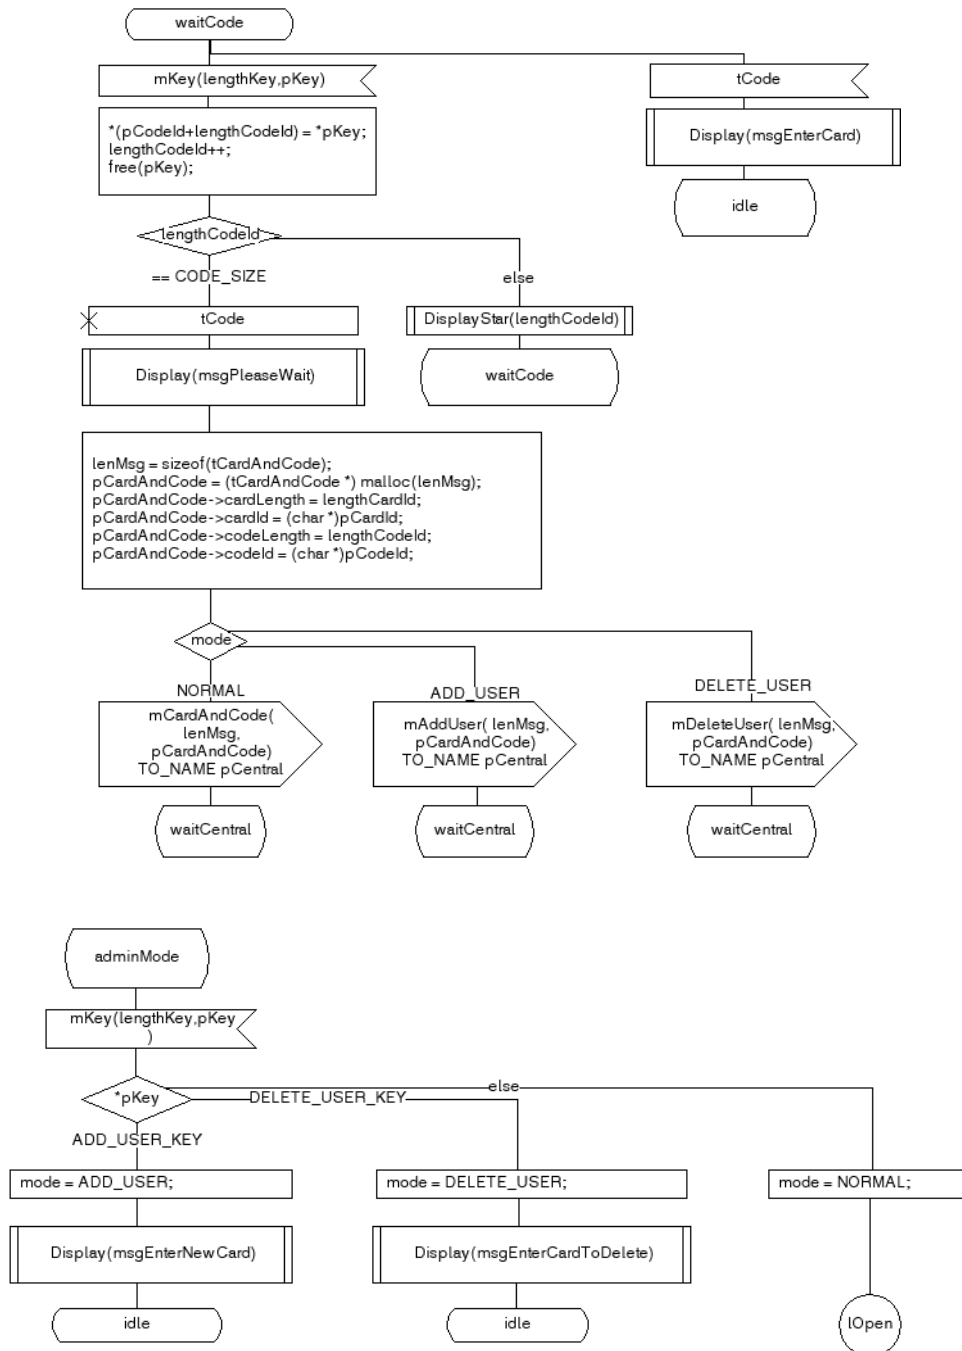 waitCode
mKey(lengthKey,pKey)
tCode
*(pCodeId+lengthCodeId) = *pKey;
lengthCodeId++;
free(pKey);
Display(msgEnterCard)
idle
lengthCodeId
== CODE_SIZE
else
tCode
DisplayStar(lengthCodeId)
Display(msgPleaseWait)
waitCode
lenMsg = sizeof(tCardAndCode);
pCardAndCode = (tCardAndCode *) malloc(lenMsg);
pCardAndCode->cardLength = lengthCardId;
pCardAndCode->cardId = (char *)pCardId;
pCardAndCode->codeLength = lengthCodeId;
pCardAndCode->codeId = (char *)pCodeId;
mode
NORMAL
ADD_USER
DELETE_USER
mCardAndCode(
lenMsg,
pCardAndCode)
TO_NAME pCentral
mAddUser( lenMsg,
pCardAndCode)
TO_NAME pCentral
mDeleteUser( lenMsg,
pCardAndCode)
TO_NAME pCentral
waitCentral
waitCentral
waitCentral
adminMode
mKey(lengthKey,pKey
)
*pKey
ADD_USER_KEY
DELETE_USER_KEY
else
mode = ADD_USER;
mode = DELETE_USER;
mode = NORMAL;
Display(msgEnterNewCard)
Display(msgEnterCardToDelete)
idle
idle
lOpen